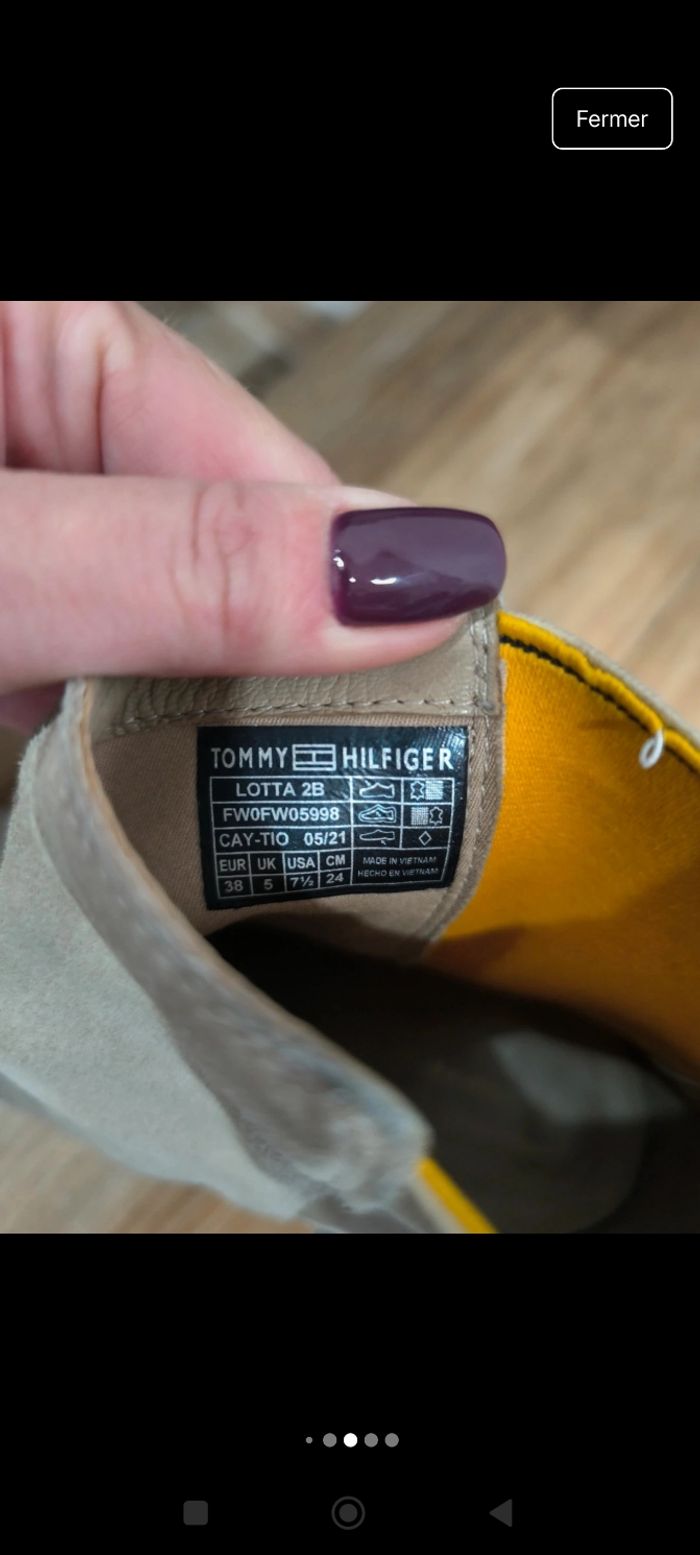 Fermer
TOMMY HILFIGER
LOTTA 2B
FW0FW05998
CAY-TIO 05/21
EUR UK USA CM
38 5 7½ 24
MADE IN VIETNAM
HECHO EN VIETNAM